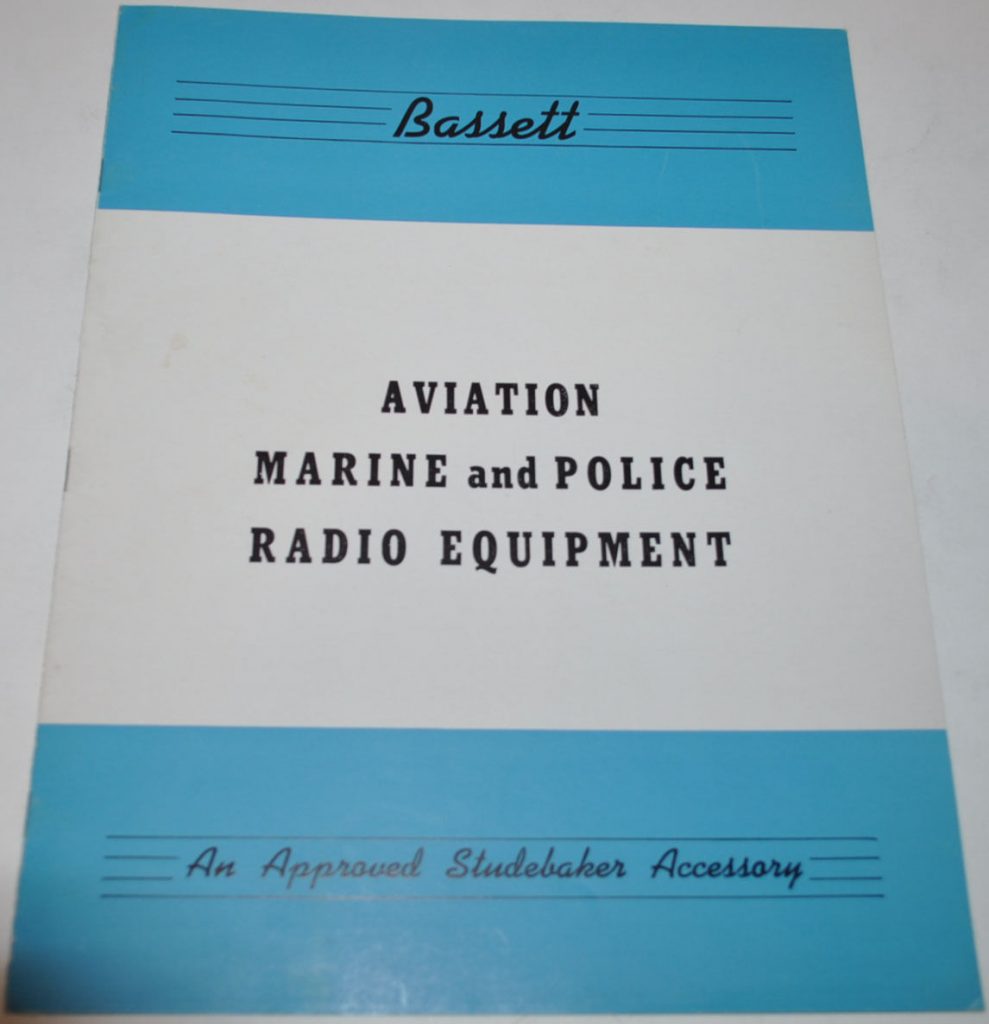 Bassett
AVIATION
MARINE and POLICE
RADIO EQUIPMENT
An Approved Studebaker Accessory